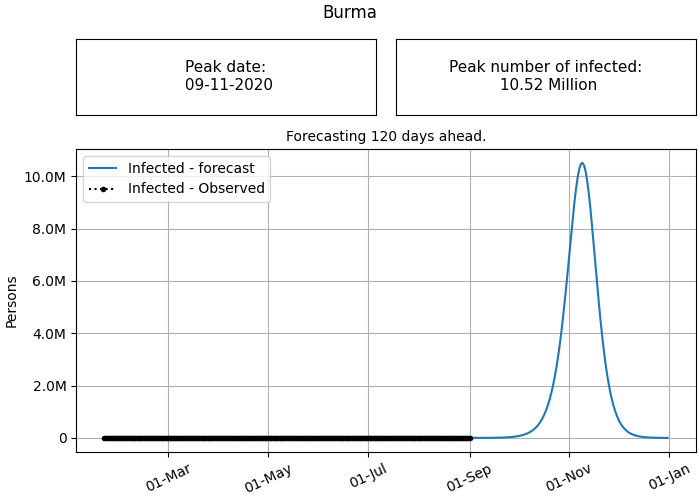 Burma
Peak date:
09-11-2020
Peak number of infected:
10.52 Million
Forecasting 120 days ahead.
Infected - forecast
Infected - Observed
Persons
10.0M
8.0M
6.0M
4.0M
2.0M
0
01-Mar
01-May
01-Jul
01-Sep
01-Nov
01-Jan